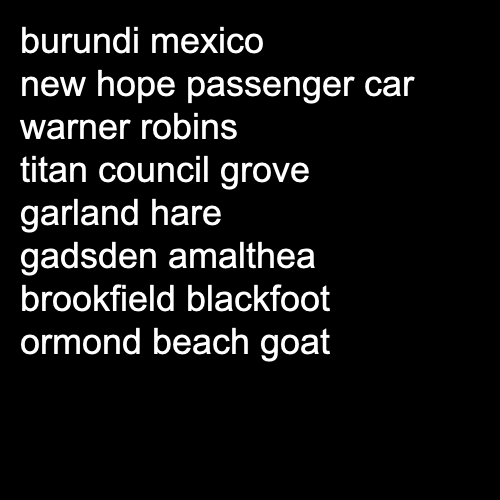 burundi mexico
new hope passenger car
warner robins
titan council grove
garland hare
gadsden amalthea
brookfield blackfoot
ormond beach goat